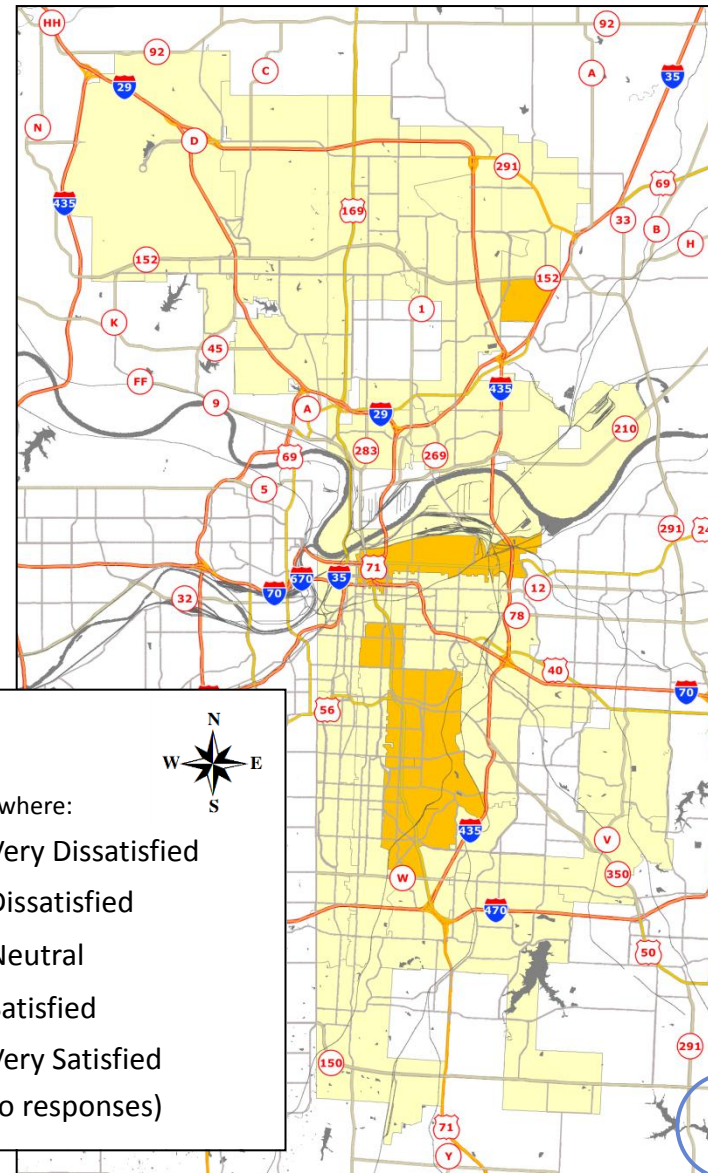 HH
92
C
92
A
35
29
N
D
291
69
435
169
33
B
H
152
152
K
1
45
FF
435
9
A
29
69
283
269
210
5
291
24
71
670
35
70
12
32
78
40
70
56
N
W E
S
where:
Very Dissatisfied
435
V
Dissatisfied
W
350
470
Neutral
50
Satisfied
Very Satisfied
291
150
o responses)
71
Y